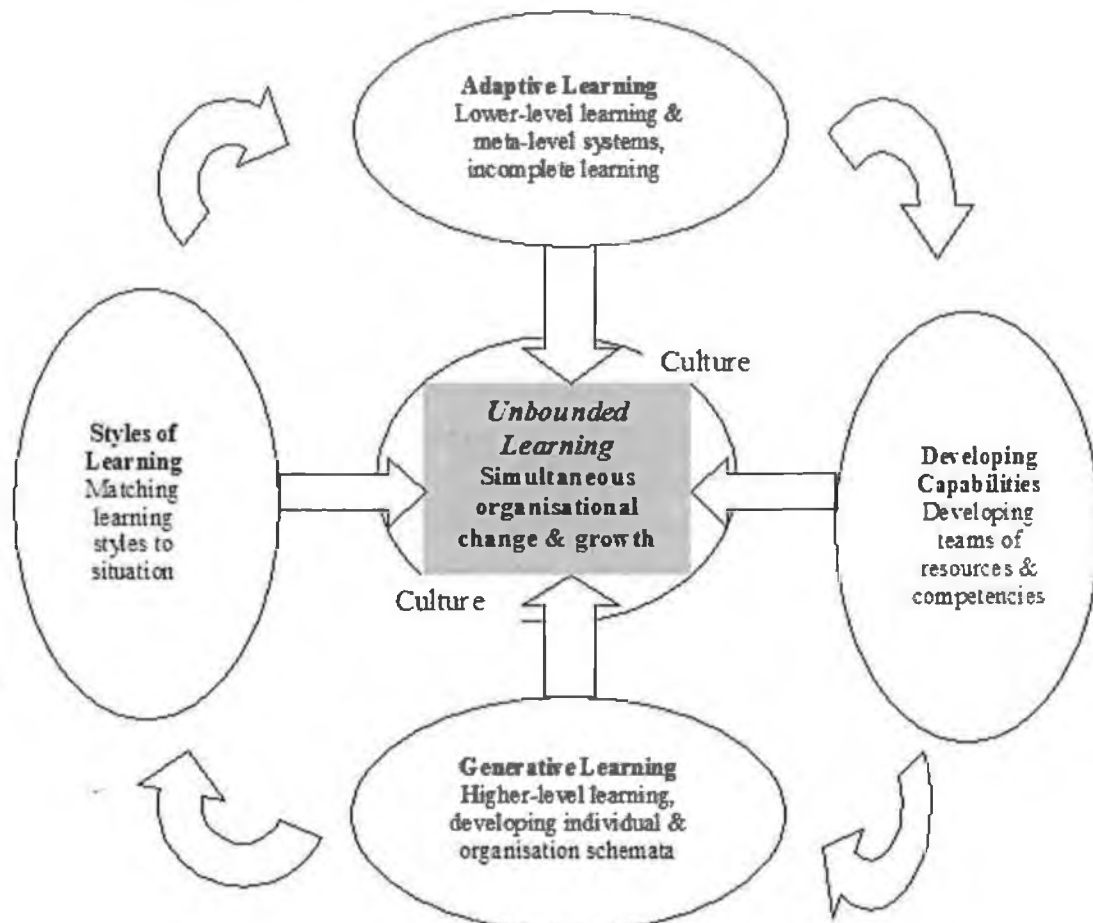 Adaptive Learning
Lower-level learning &
meta-level systems,
incomplete learning
Culture
Unbounded
Learning
Simultaneous
organisational
change & growth
Culture
Styles of
Learning
Matching
learning
styles to
situation
Developing
Capabilities
Developing
teams of
resources &
competencies
Generative Learning
Higher-level learning,
developing individual &
organisation schemata